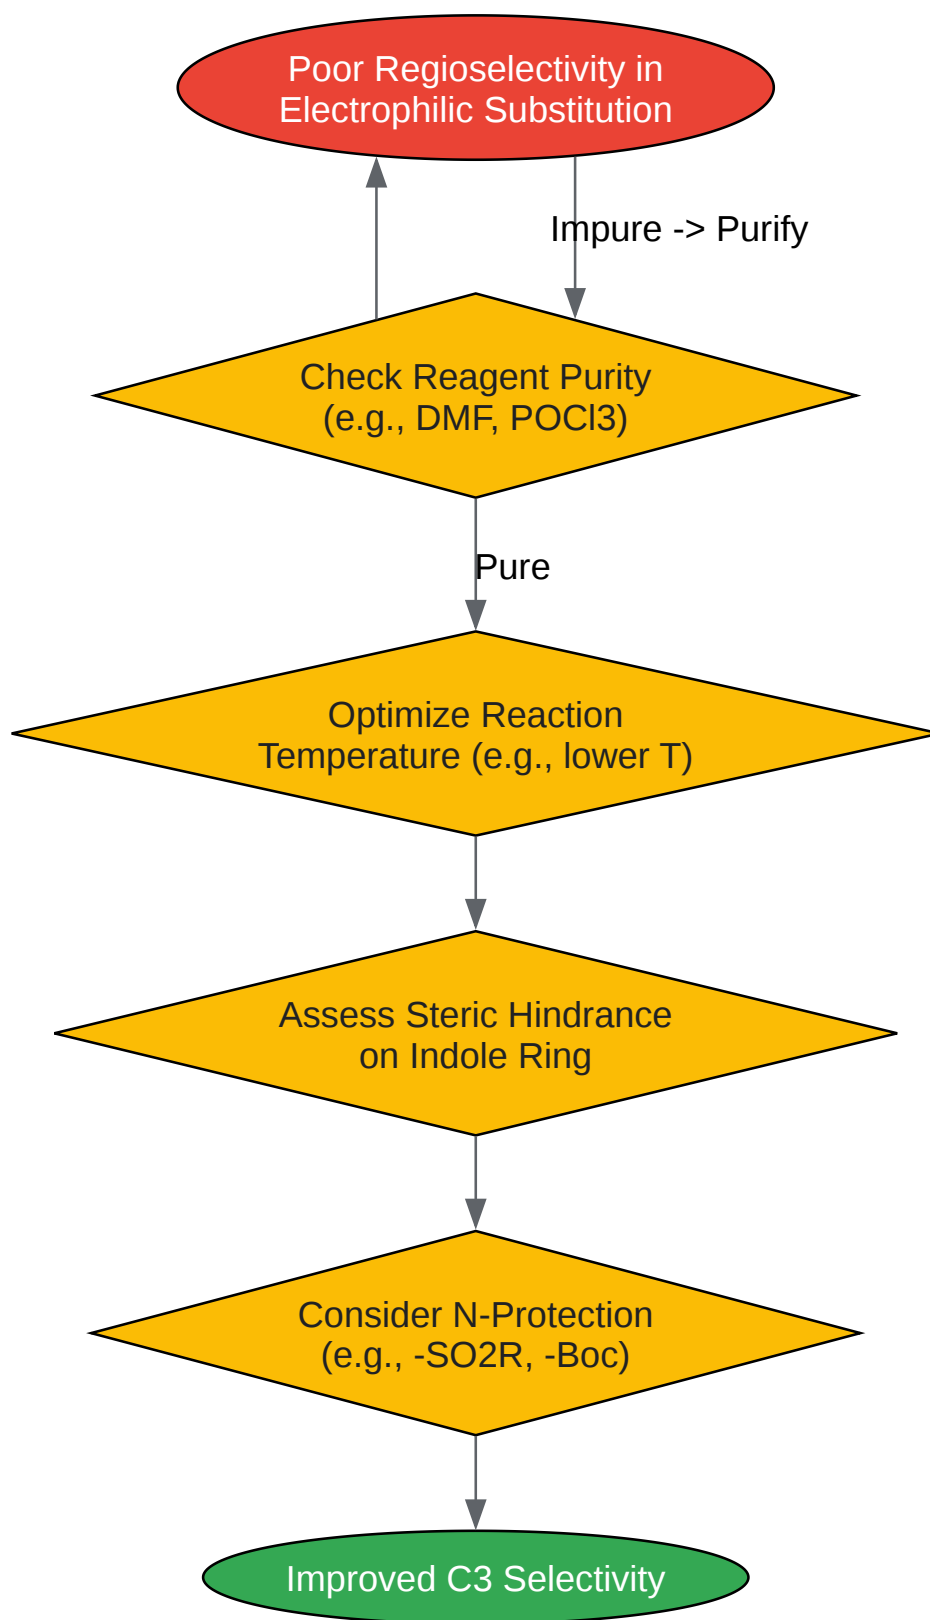 Poor Regioselectivity in
Electrophilic Substitution
Impure -> Purify
Check Reagent Purity
(e.g., DMF, POCl3)
Pure
Optimize Reaction
Temperature (e.g., lower T)
Assess Steric Hindrance
on Indole Ring
Consider N-Protection
(e.g., -SO2R, -Boc)
Improved C3 Selectivity